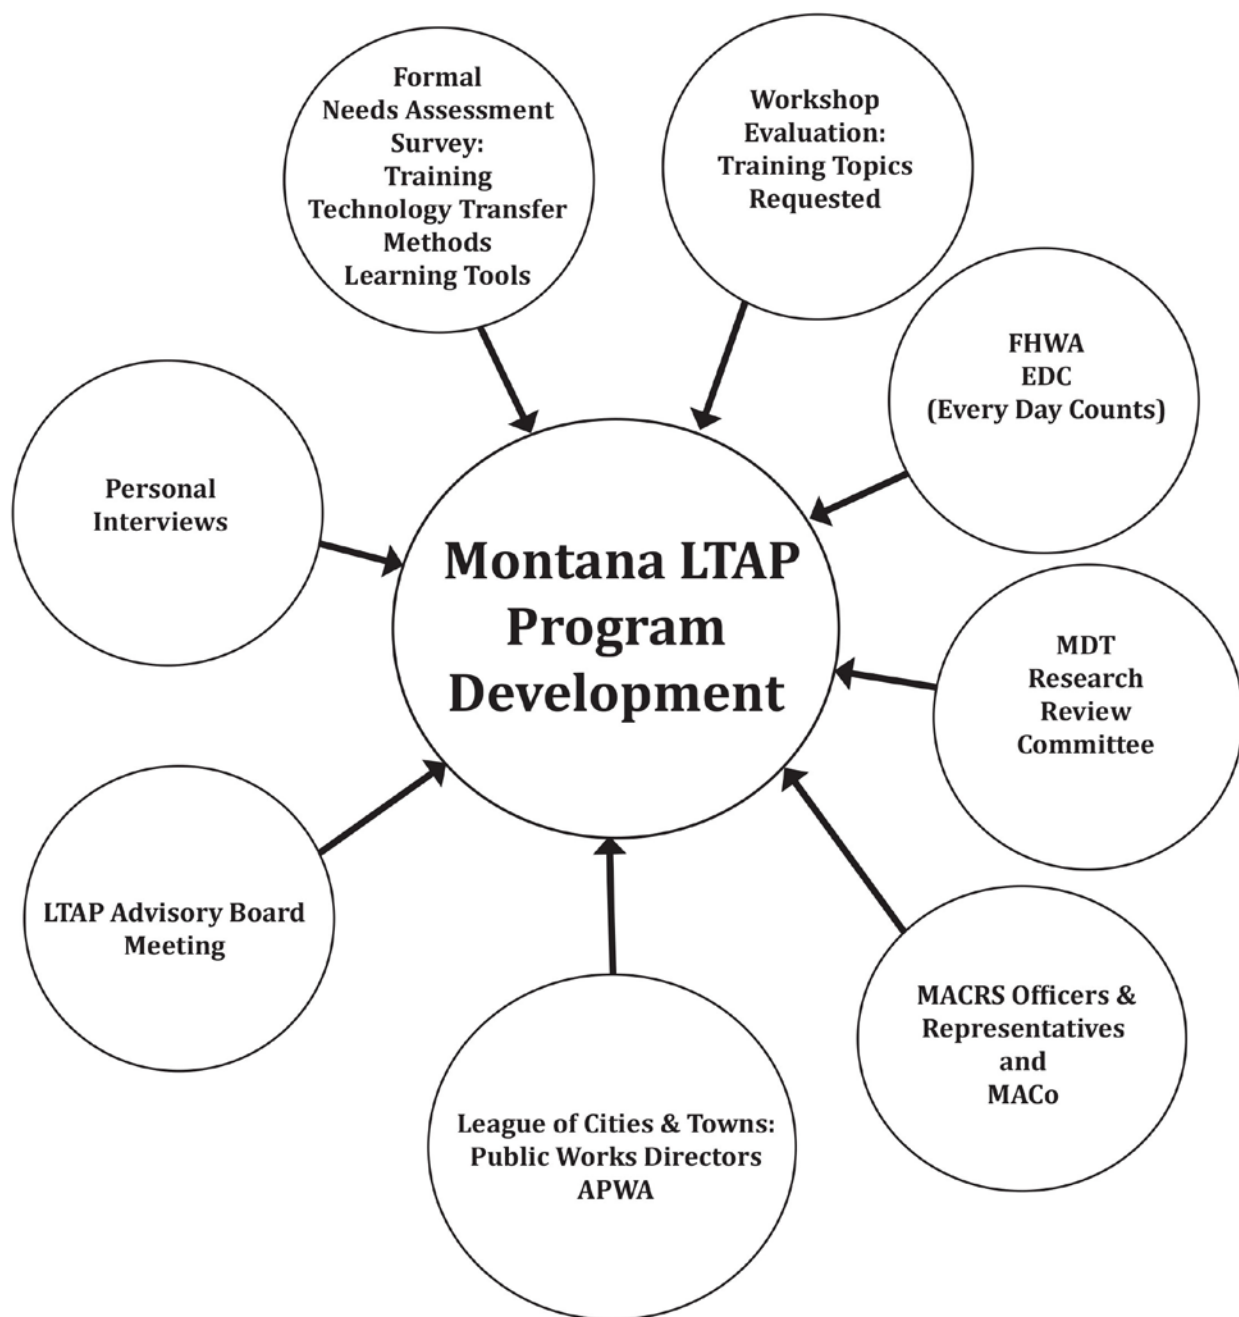 Formal
Needs Assessment
Survey:
Training
Technology Transfer
Methods
Learning Tools
Workshop
Evaluation:
Training Topics
Requested
FHWA
EDC
(Every Day Counts)
Personal
Interviews
Montana LTAP
Program
Development
MDT
Research
Review
Committee
LTAP Advisory Board
Meeting
MACRS Officers &
Representatives
and
MACo
League of Cities & Towns:
Public Works Directors
APWA